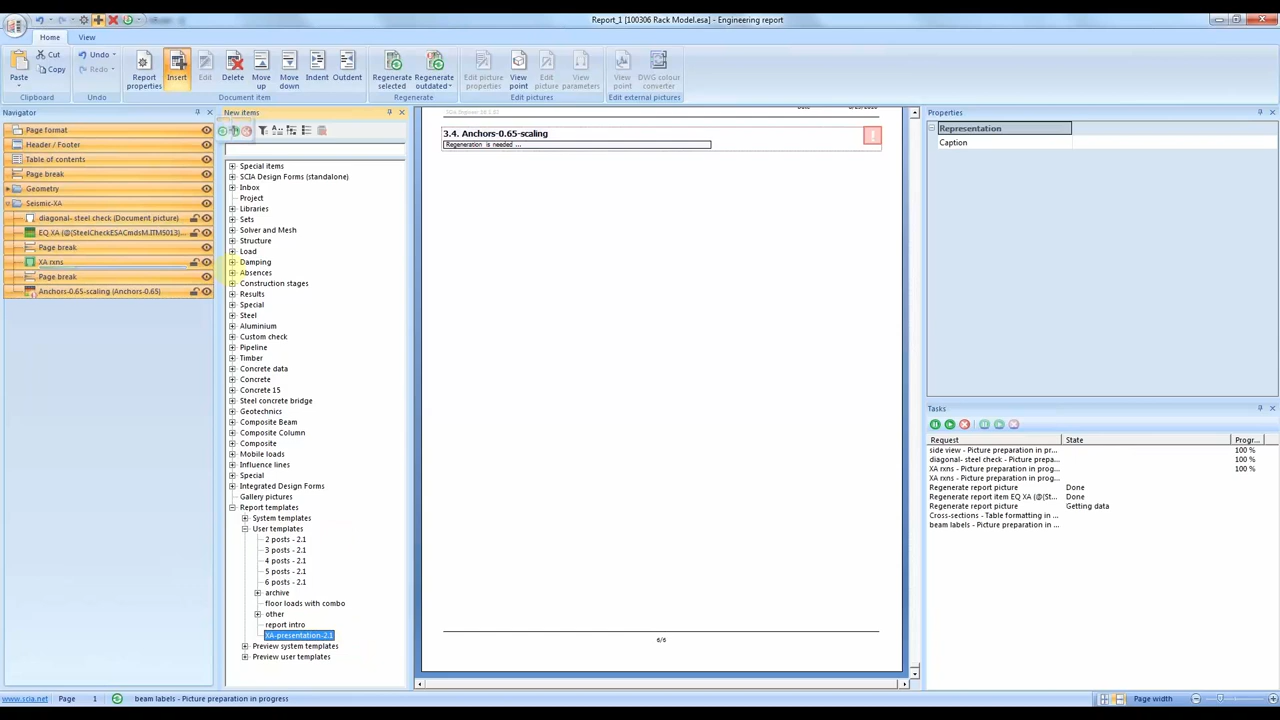 Report_1 [100306 Rack Model.esa] - Engineering report
Home
View
Paste
Cut
Copy
Undo
Redo
Report properties
Insert
Edit
Delete
Move up
Move down
Indent
Outdent
Regenerate selected
Regenerate outdated
Edit picture properties
View point
Edit picture
View parameters
View point
DWG colour converter
Clipboard
Undo
Document item
Regenerate
Edit pictures
Edit external pictures
Navigator
Page format
Header / Footer
Table of contents
Page break
Geometry
Seismic-XA
diagonal- steel check (Document picture)
EQ XA (@(SteelCheckESACmdsM.ITM5013)...
Page break
XA rxns
Page break
Anchors-0.65-scaling (Anchors-0.65)
New items
Special items
SCIA Design Forms (standalone)
Inbox
Project
Libraries
Sets
Solver and Mesh
Structure
Load
Damping
Absences
Construction stages
Results
Special
Steel
Aluminium
Custom check
Pipeline
Timber
Concrete data
Concrete
Concrete 15
Steel concrete bridge
Geotechnics
Composite Beam
Composite Column
Composite
Mobile loads
Influence lines
Special
Integrated Design Forms
Gallery pictures
Report templates
System templates
User templates
2 posts - 2.1
3 posts - 2.1
4 posts - 2.1
5 posts - 2.1
6 posts - 2.1
archive
floor loads with combo
other
report intro
XA-presentation-2.1
Preview system templates
Preview user templates
3.4. Anchors-0.65-scaling
Regeneration is needed ...
!
6/6
Properties
Representation
Caption
Tasks
Request State Progr...
side view - Picture preparation in pr... 100 %
diagonal- steel check - Picture prepa... 100 %
XA rxns - Picture preparation in prog... 100 %
XA rxns - Picture preparation in prog...
Regenerate report picture Done
Regenerate report item EQ XA (@(St... Done
Regenerate report picture Getting data
Cross-sections - Table formatting in ...
beam labels - Picture preparation in ...
www.scia.net Page 1 beam labels - Picture preparation in progress
Page width